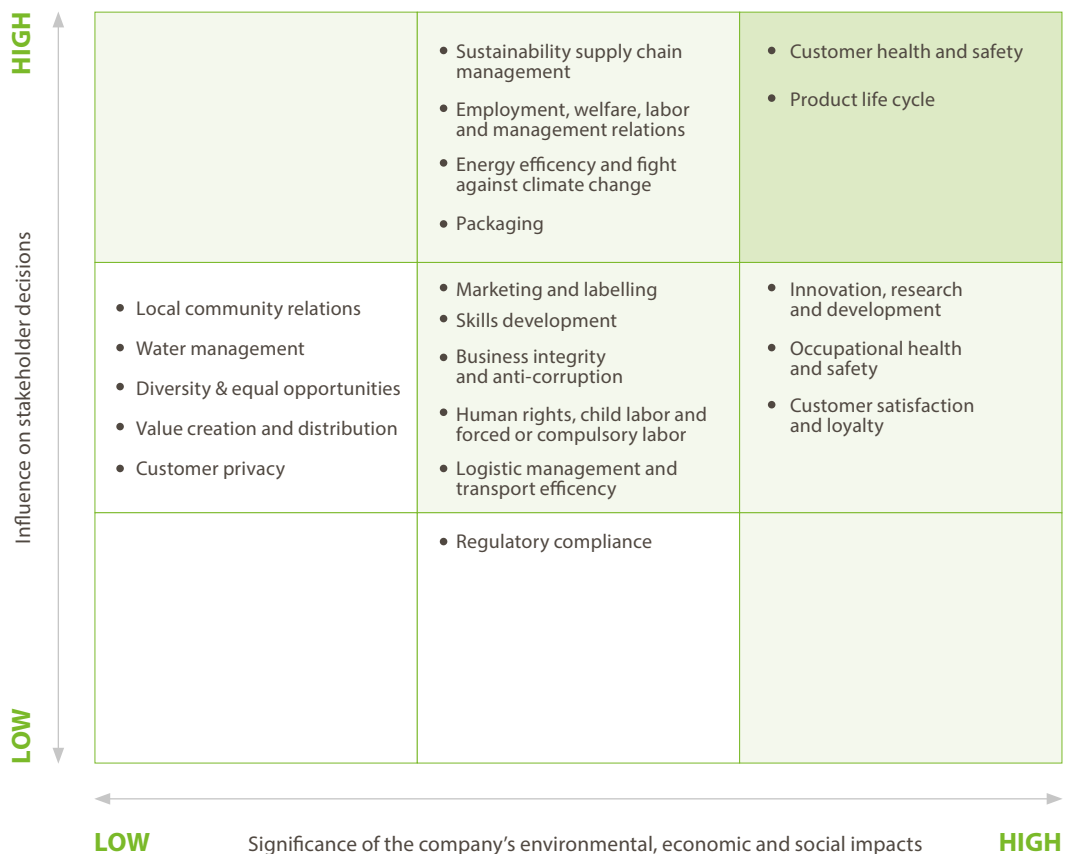 HIGH
Influence on stakeholder decisions
LOW
• Sustainability supply chain
management
• Employment, welfare, labor
and management relations
• Energy efficency and fight
against climate change
• Packaging
• Customer health and safety
• Product life cycle
• Local community relations
• Water management
• Diversity & equal opportunities
• Value creation and distribution
• Customer privacy
• Marketing and labelling
• Skills development
• Business integrity
and anti-corruption
• Human rights, child labor and
forced or compulsory labor
• Logistic management and
transport efficency
• Innovation, research
and development
• Occupational health
and safety
• Customer satisfaction
and loyalty
• Regulatory compliance
LOW
Significance of the company’s environmental, economic and social impacts
HIGH